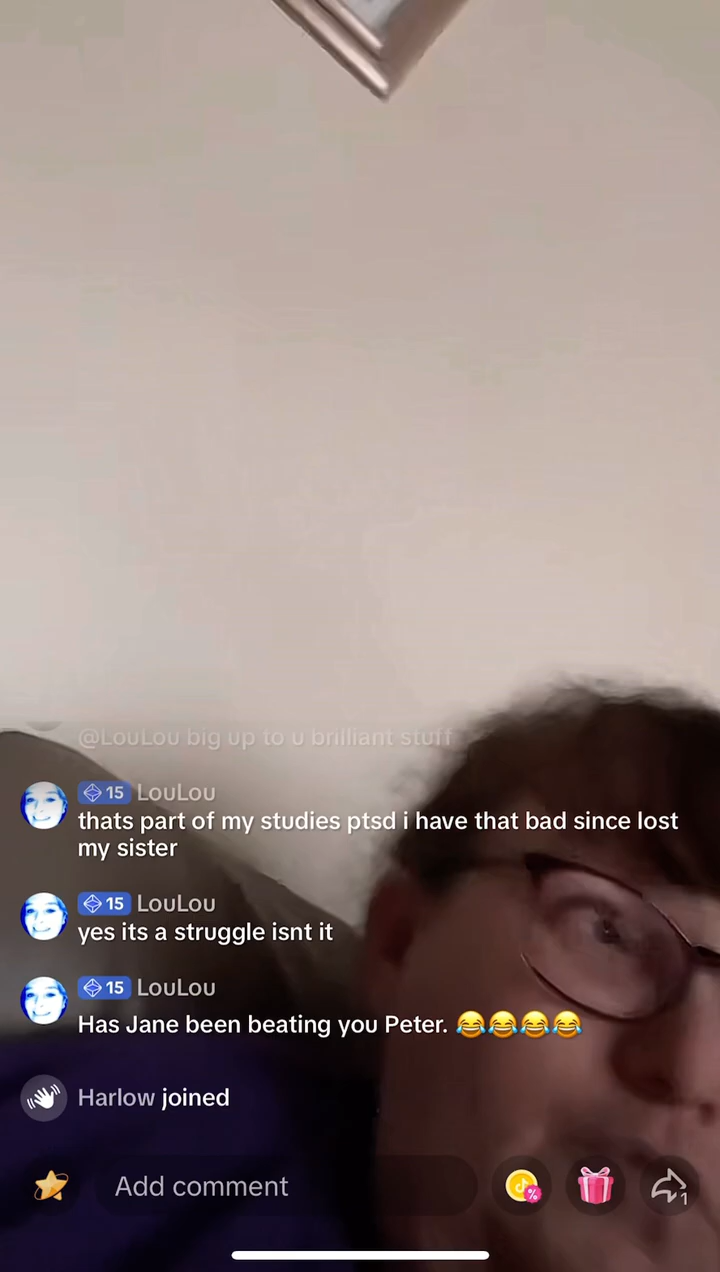 @LouLou big up to u brilliant stuff
15 LouLou
thats part of my studies ptsd i have that bad since lost
my sister
15 LouLou
yes its a struggle isnt it
15 LouLou
Has Jane been beating you Peter. 😂😂😂😂
Harlow joined
Add comment
%
1